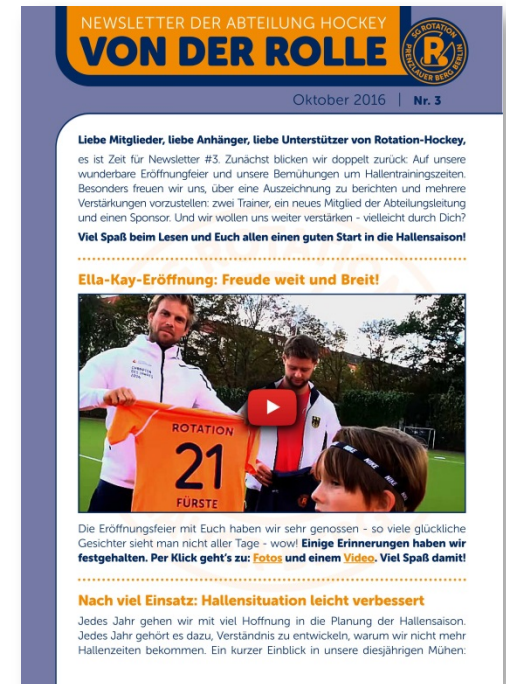 NEWSLETTER DER ABTEILUNG HOCKEY
VON DER ROLLE
SG ROTATION
PRENZLAUER BERG BERLIN
R
Oktober 2016 | Nr. 3
Liebe Mitglieder, liebe Anhänger, liebe Unterstützer von Rotation-Hockey,
es ist Zeit für Newsletter #3. Zunächst blicken wir doppelt zurück: Auf unsere
wunderbare Eröffnungfeier und unsere Bemühungen um Hallentrainingszeiten.
Besonders freuen wir uns, über eine Auszeichnung zu berichten und mehrere
Verstärkungen vorzustellen: zwei Trainer, ein neues Mitglied der Abteilungsleitung
und einen Sponsor. Und wir wollen uns weiter verstärken - vielleicht durch Dich?
Viel Spaß beim Lesen und Euch allen einen guten Start in die Hallensaison!
Ella-Kay-Eröffnung: Freude weit und Breit!
ROTATION
21
FÜRSTE
NIKE
Die Eröffnungsfeier mit Euch haben wir sehr genossen - so viele glückliche
Gesichter sieht man nicht aller Tage - wow! Einige Erinnerungen haben wir
festgehalten. Per Klick geht's zu: Fotos und einem Video. Viel Spaß damit!
Nach viel Einsatz: Hallensituation leicht verbessert
Jedes Jahr gehen wir mit viel Hoffnung in die Planung der Hallensaison.
Jedes Jahr gehört es dazu, Verständnis zu entwickeln, warum wir nicht mehr
Hallenzeiten bekommen. Ein kurzer Einblick in unsere diesjährigen Mühen: